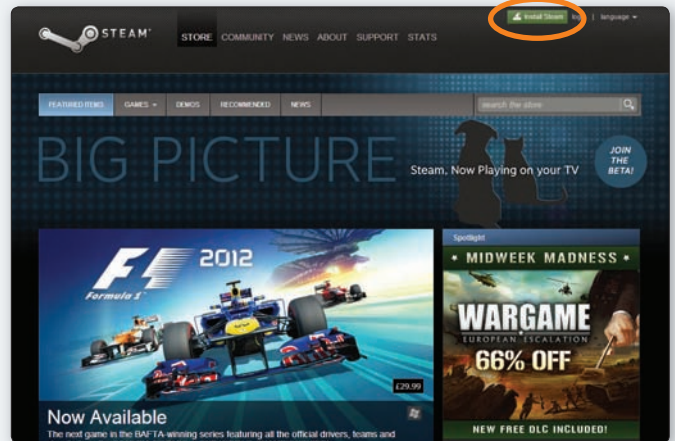 Install Steam login | language
STEAM™
STORE COMMUNITY NEWS ABOUT SUPPORT STATS
FEATURED ITEMS GAMES DEMOS RECOMMENDED NEWS search the store
BIG PICTURE
Steam, Now Playing on your TV
JOIN
THE
BETA!
F1 2012
Formula 1™
£29.99
Now Available
The next game in the BAFTA-winning series featuring all the official drivers, teams and
Spotlight
* MIDWEEK MADNESS *
WARGAME
EUROPEAN ESCALATION
66% OFF
NEW FREE DLC INCLUDED!